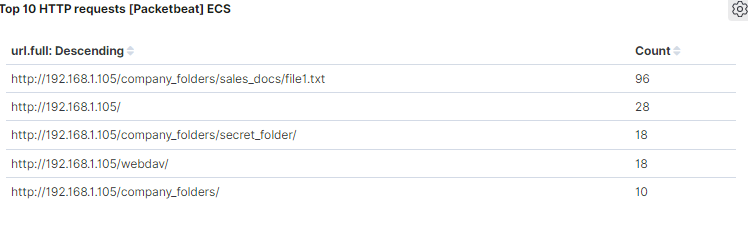 Top 10 HTTP requests [Packetbeat] ECS
url.full: Descending Count
http://192.168.1.105/company_folders/sales_docs/file1.txt 96
http://192.168.1.105/ 28
http://192.168.1.105/company_folders/secret_folder/ 18
http://192.168.1.105/webdav/ 18
http://192.168.1.105/company_folders/ 10